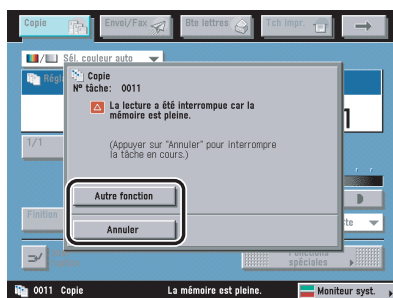 Copie
Envoi/Fax
Bte lettres
Tch impr.
Sél. couleur auto
Régl
Copie
N° tâche: 0011
La lecture a été interrompue car la
mémoire est pleine.
1
1/1
(Appuyer sur "Annuler" pour interrompre
la tâche en cours.)
Autre fonction
Finition
Annuler
spéciales
0011 Copie
La mémoire est pleine.
Moniteur syst.